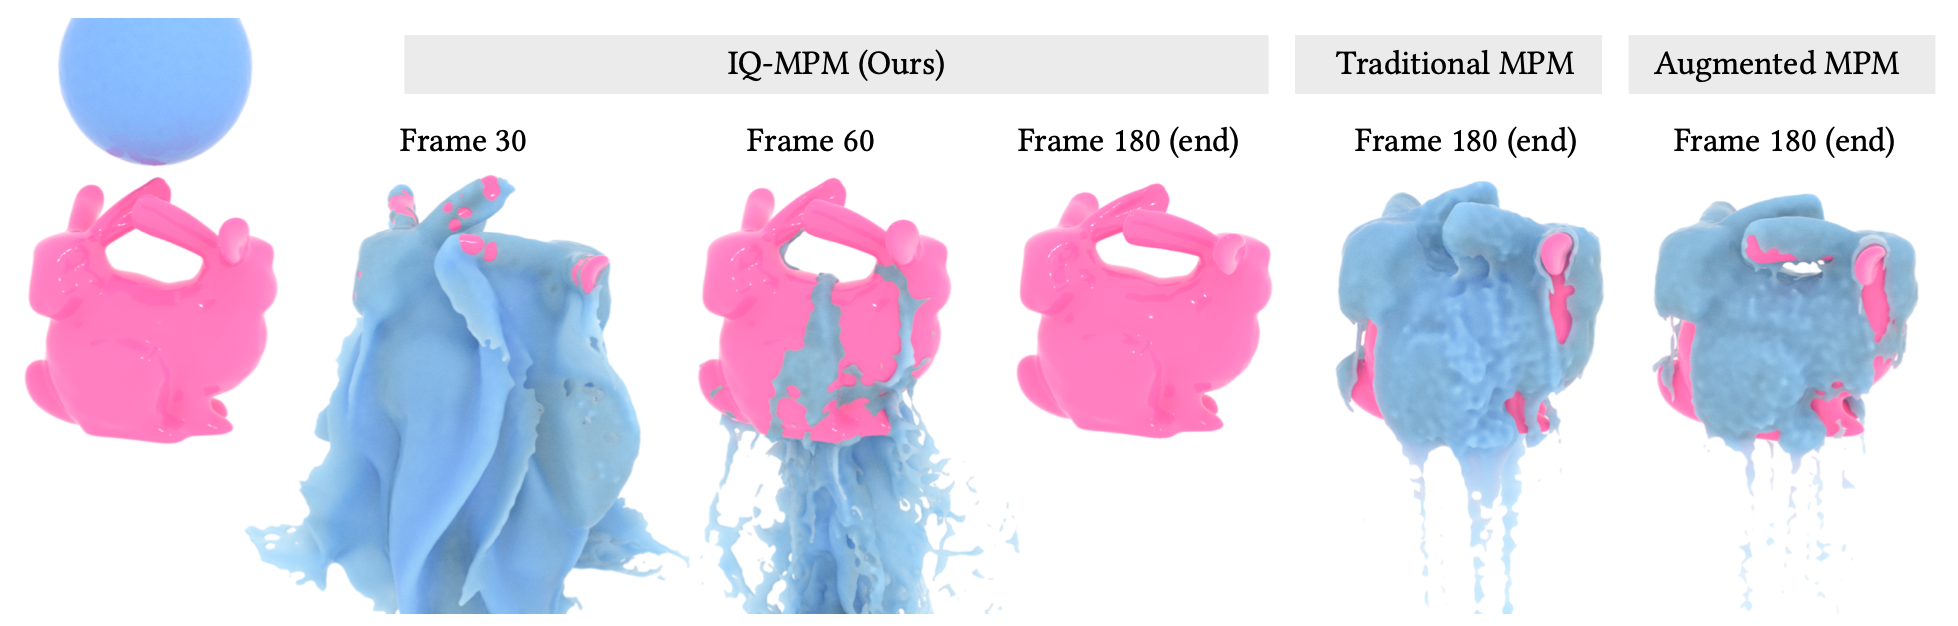 IQ-MPM (Ours)
Traditional MPM
Augmented MPM
Frame 30
Frame 60
Frame 180 (end)
Frame 180 (end)
Frame 180 (end)